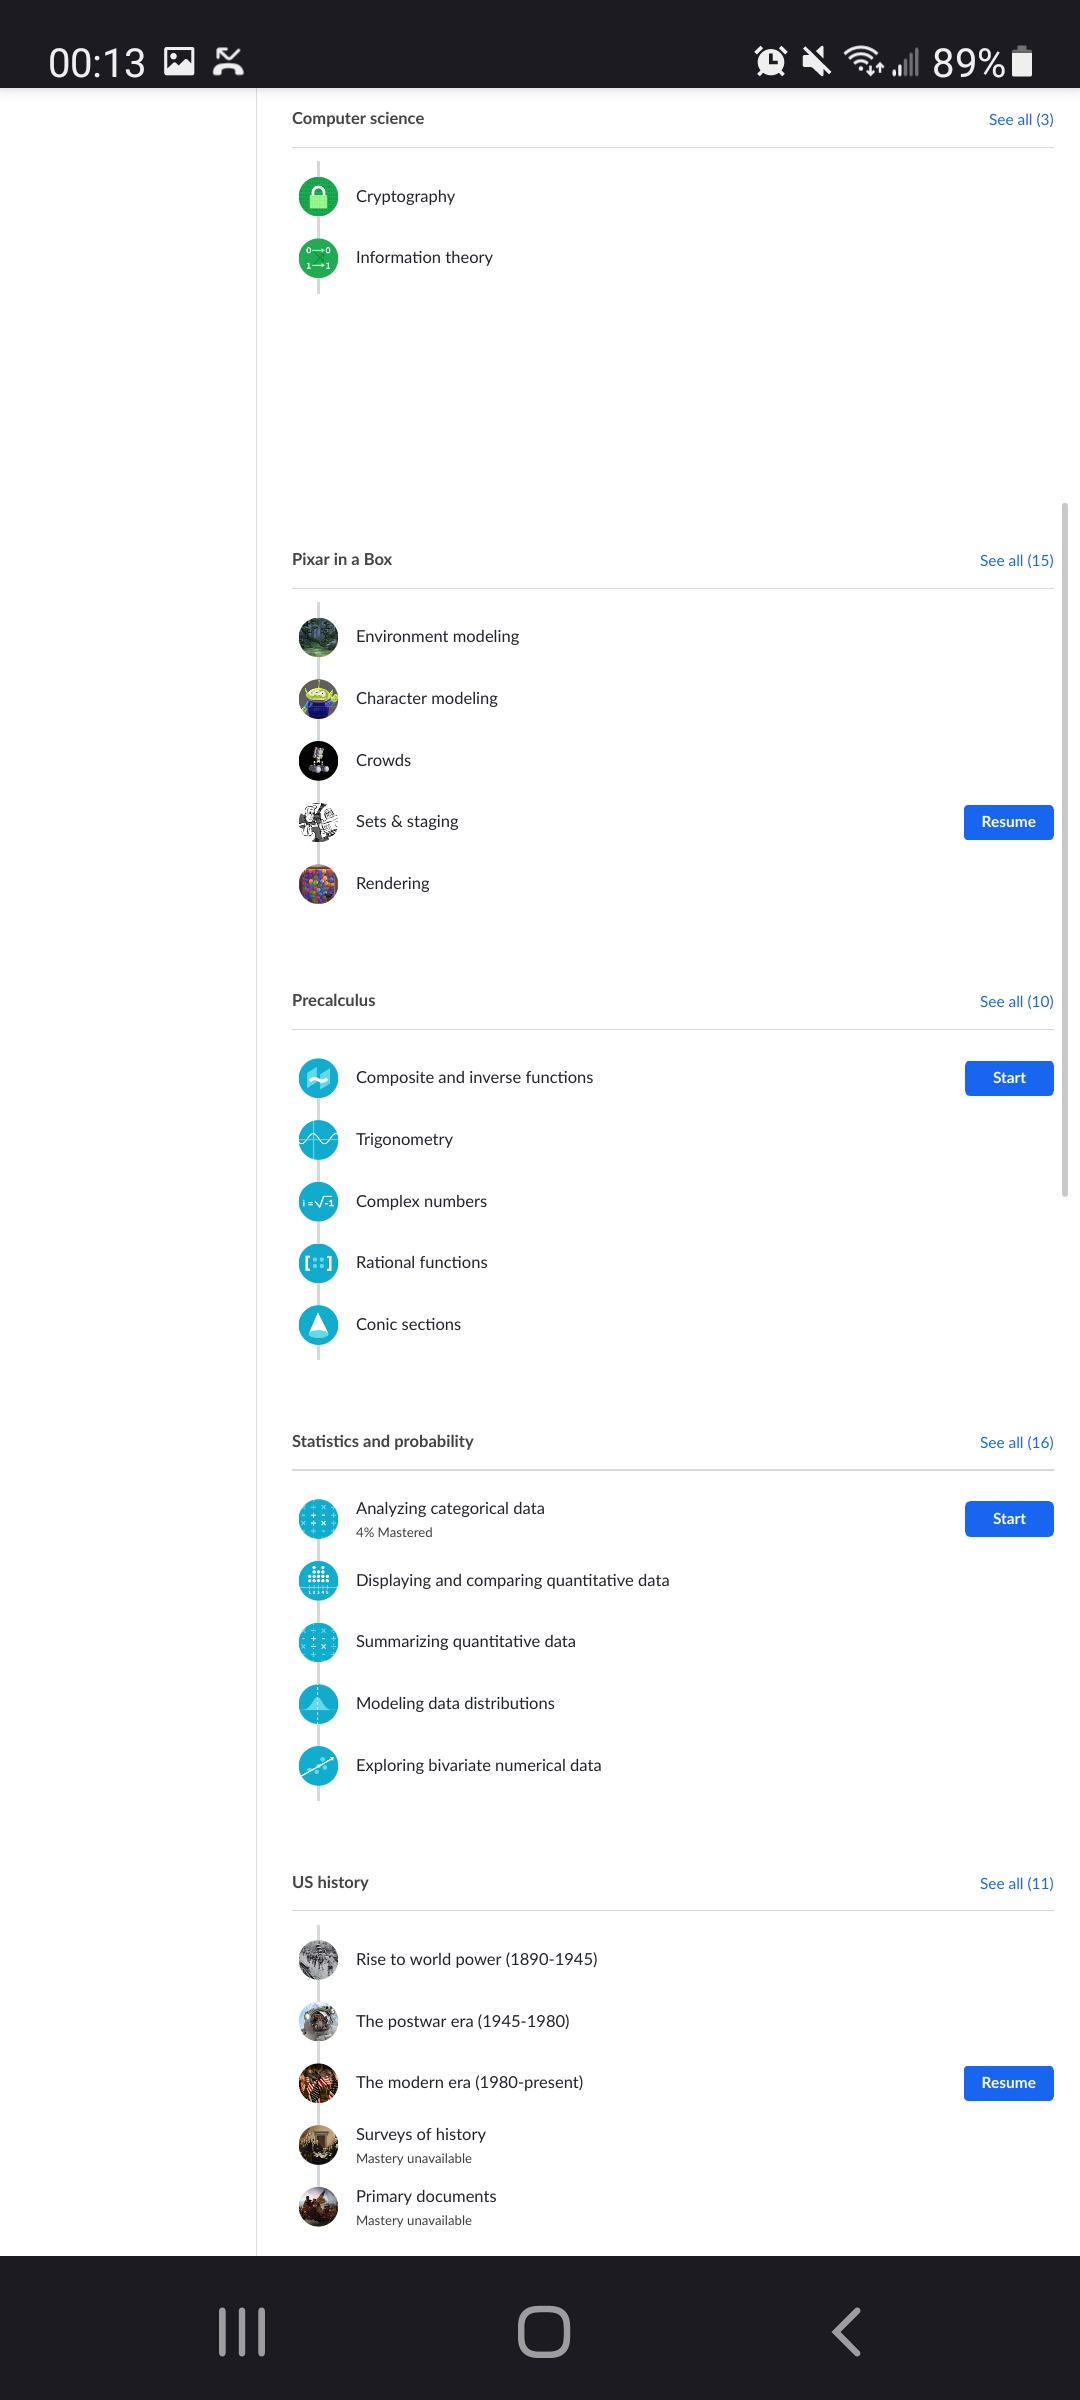 00:13
89%
Computer science
See all (3)
Cryptography
0→0
1→1
Information theory
Pixar in a Box
See all (15)
Environment modeling
Character modeling
Crowds
Sets & staging
Resume
Rendering
Precalculus
See all (10)
Composite and inverse functions
Start
Trigonometry
i=√-1
Complex numbers
Rational functions
Conic sections
Statistics and probability
See all (16)
Analyzing categorical data
4% Mastered
Start
Displaying and comparing quantitative data
Summarizing quantitative data
Modeling data distributions
Exploring bivariate numerical data
US history
See all (11)
Rise to world power (1890-1945)
The postwar era (1945-1980)
The modern era (1980-present)
Resume
Surveys of history
Mastery unavailable
Primary documents
Mastery unavailable